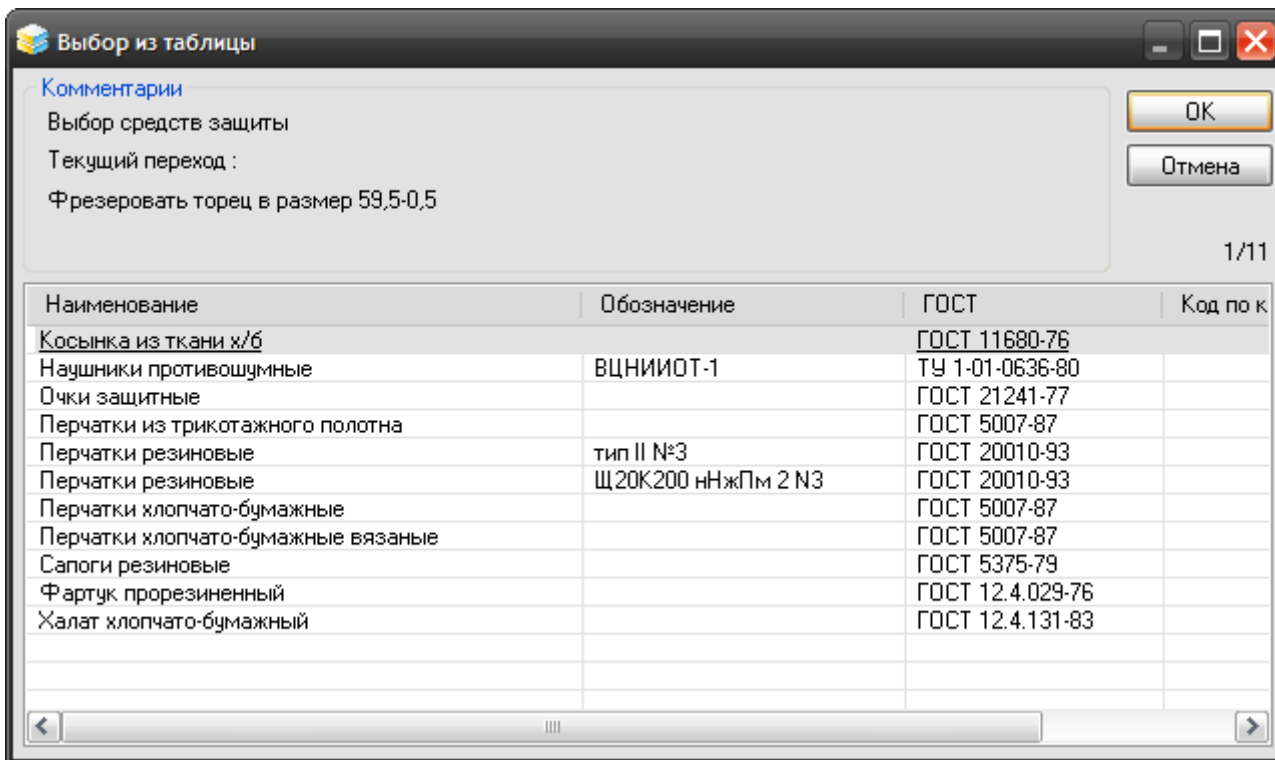 Выбор из таблицы
Комментарии
Выбор средств защиты
Текущий переход :
Фрезеровать торец в размер 59,5-0,5
OK
Отмена
1/11
Наименование Обозначение ГОСТ Код по к
Косынка из ткани х/б ГОСТ 11680-76
Наушники противошумные ВЦНИИОТ-1 ТУ 1-01-0636-80
Очки защитные ГОСТ 21241-77
Перчатки из трикотажного полотна ГОСТ 5007-87
Перчатки резиновые тип II №3 ГОСТ 20010-93
Перчатки резиновые Щ20К200 нНжПм 2 N3 ГОСТ 20010-93
Перчатки хлопчато-бумажные ГОСТ 5007-87
Перчатки хлопчато-бумажные вязаные ГОСТ 5007-87
Сапоги резиновые ГОСТ 5375-79
Фартук прорезиненный ГОСТ 12.4.029-76
Халат хлопчато-бумажный ГОСТ 12.4.131-83